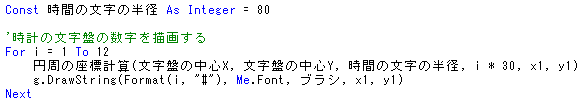 Const 時間の文字の半径 As Integer = 80
'時計の文字盤の数字を描画する
For i = 1 To 12
円周の座標計算(文字盤の中心X, 文字盤の中心Y, 時間の文字の半径, i * 30, x1, y1)
g.DrawString(Format(i, "#"), Me.Font, ブラシ, x1, y1)
Next